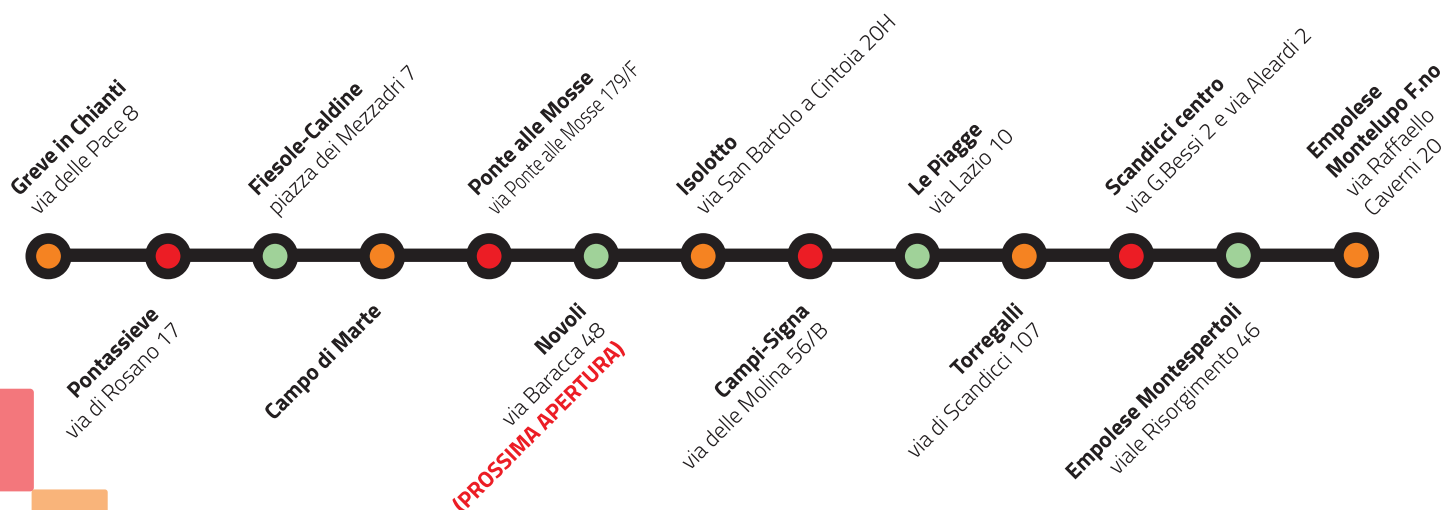 Greve in Chianti
via delle Pace 8
Pontassieve
via di Rosano 17
Fiesole-Caldine
piazza dei Mezzadri 7
Campo di Marte
Ponte alle Mosse
via Ponte alle Mosse 179/F
Novoli
via Baracca 48
(PROSSIMA APERTURA)
Isolotto
via San Bartolo a Cintoia 20H
Campi-Signa
via delle Molina 56/B
Le Piagge
via Lazio 10
Torregalli
via di Scandicci 107
Scandicci centro
via G.Bessi 2 e via Aleardi 2
Empolese Montespertoli
viale Risorgimento 46
Empolese
Montelupo F.no
via Raffaello
Caverni 20